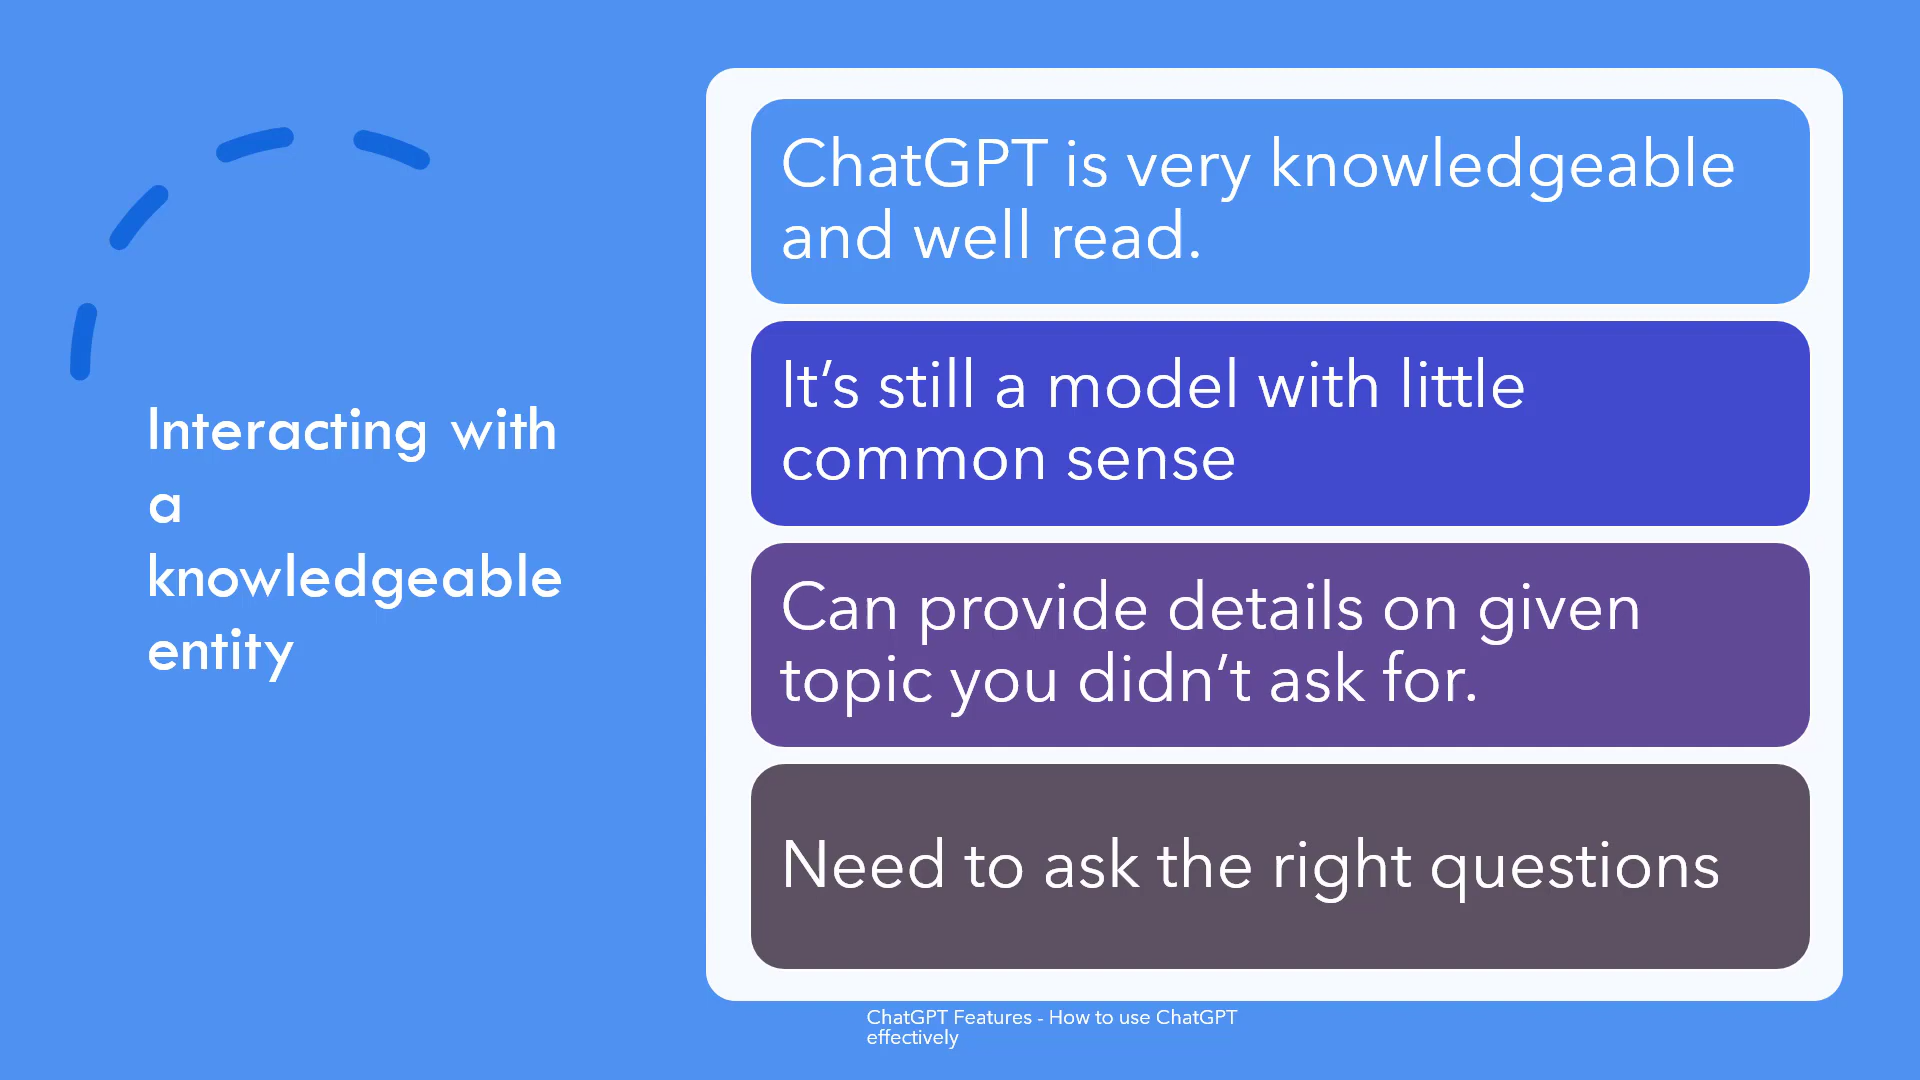 Interacting with
a
knowledgeable
entity
ChatGPT is very knowledgeable
and well read.
It’s still a model with little
common sense
Can provide details on given
topic you didn’t ask for.
Need to ask the right questions
ChatGPT Features - How to use ChatGPT
effectively